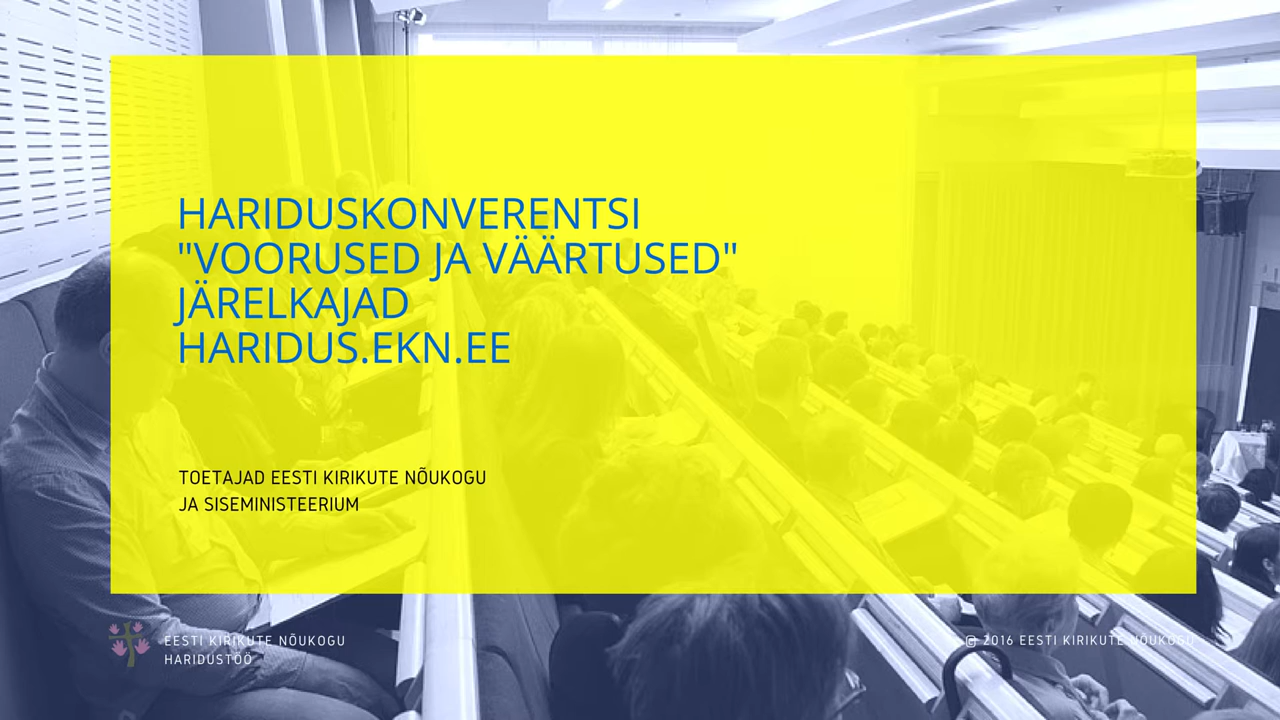 HARIDUSKONVERENTSI
"VOORUSED JA VÄÄRTUSED"
JÄRELKAJAD
HARIDUS.EKN.EE
TOETAJAD EESTI KIRIKUTE NÕUKOGU
JA SISEMINISTEERIUM
EESTI KIRIKUTE NÕUKOGU
HARIDUSTÖÖ
© 2016 EESTI KIRIKUTE NÕUKOGU